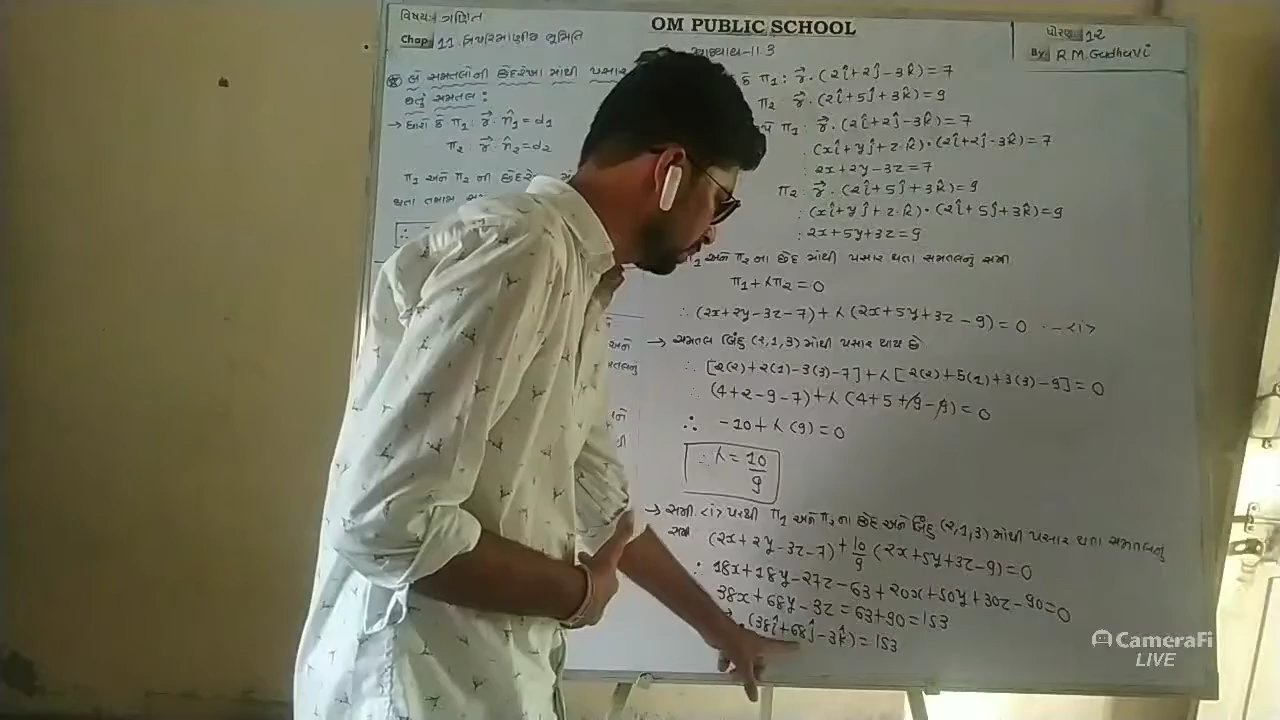 વિષય: ગણિત
OM PUBLIC SCHOOL
ધોરણ 12
Chap 11 ત્રિપરિમાણીય ભૂમિતિ
By R.M.Gadhavi
સ્વાધ્યાય-11.3
બે સમતલોની છેદરેખા માંથી પસાર
થતું સમતલ:
→ ધારો કે π₁: r⃗ · n̂₁ = d₁
π₂: r⃗ · n̂₂ = d₂
π₁ અને π₂ ની છેદરેખા
થતા તમામ
અને
π₁: r⃗ · (2î+2ĵ-3k̂) = 7
π₂ r⃗ · (2î+5ĵ+3k̂) = 9
π₁: r⃗ · (2î+2ĵ-3k̂) = 7
: (xî+yĵ+z·k̂) · (2î+2ĵ-3k̂) = 7
: 2x+2y-3z = 7
π₂: r⃗ · (2î+5ĵ+3k̂) = 9
: (xî+yĵ+z·k̂) · (2î+5ĵ+3k̂) = 9
: 2x+5y+3z = 9
π₁ અને π₂ ના છેદ માંથી પસાર થતા સમતલનું સમી.
π₁ + λπ₂ = 0
∴ (2x+2y-3z-7) + λ(2x+5y+3z-9) = 0 -<i>
→ સમતલ બિંદુ (2,1,3) માંથી પસાર થાય છે
∴ [2(2)+2(1)-3(3)-7] + λ[2(2)+5(1)+3(3)-9] = 0
: (4+2-9-7) + λ(4+5+9-9) = 0
∴ -10 + λ(9) = 0
∴ λ = 10/9
→ સમી. <i> પરથી π₁ અને π₂ના છેદ અને બિંદુ (2,1,3) માંથી પસાર થતા સમતલનું
સમી (2x+2y-3z-7) + 10/9 (2x+5y+3z-9) = 0
∴ 18x+18y-27z-63+20x+50y+30z-90=0
38x+68y-3z = 63+90 = 153
· (38î+68ĵ-3k̂) = 153
CameraFi
LIVE